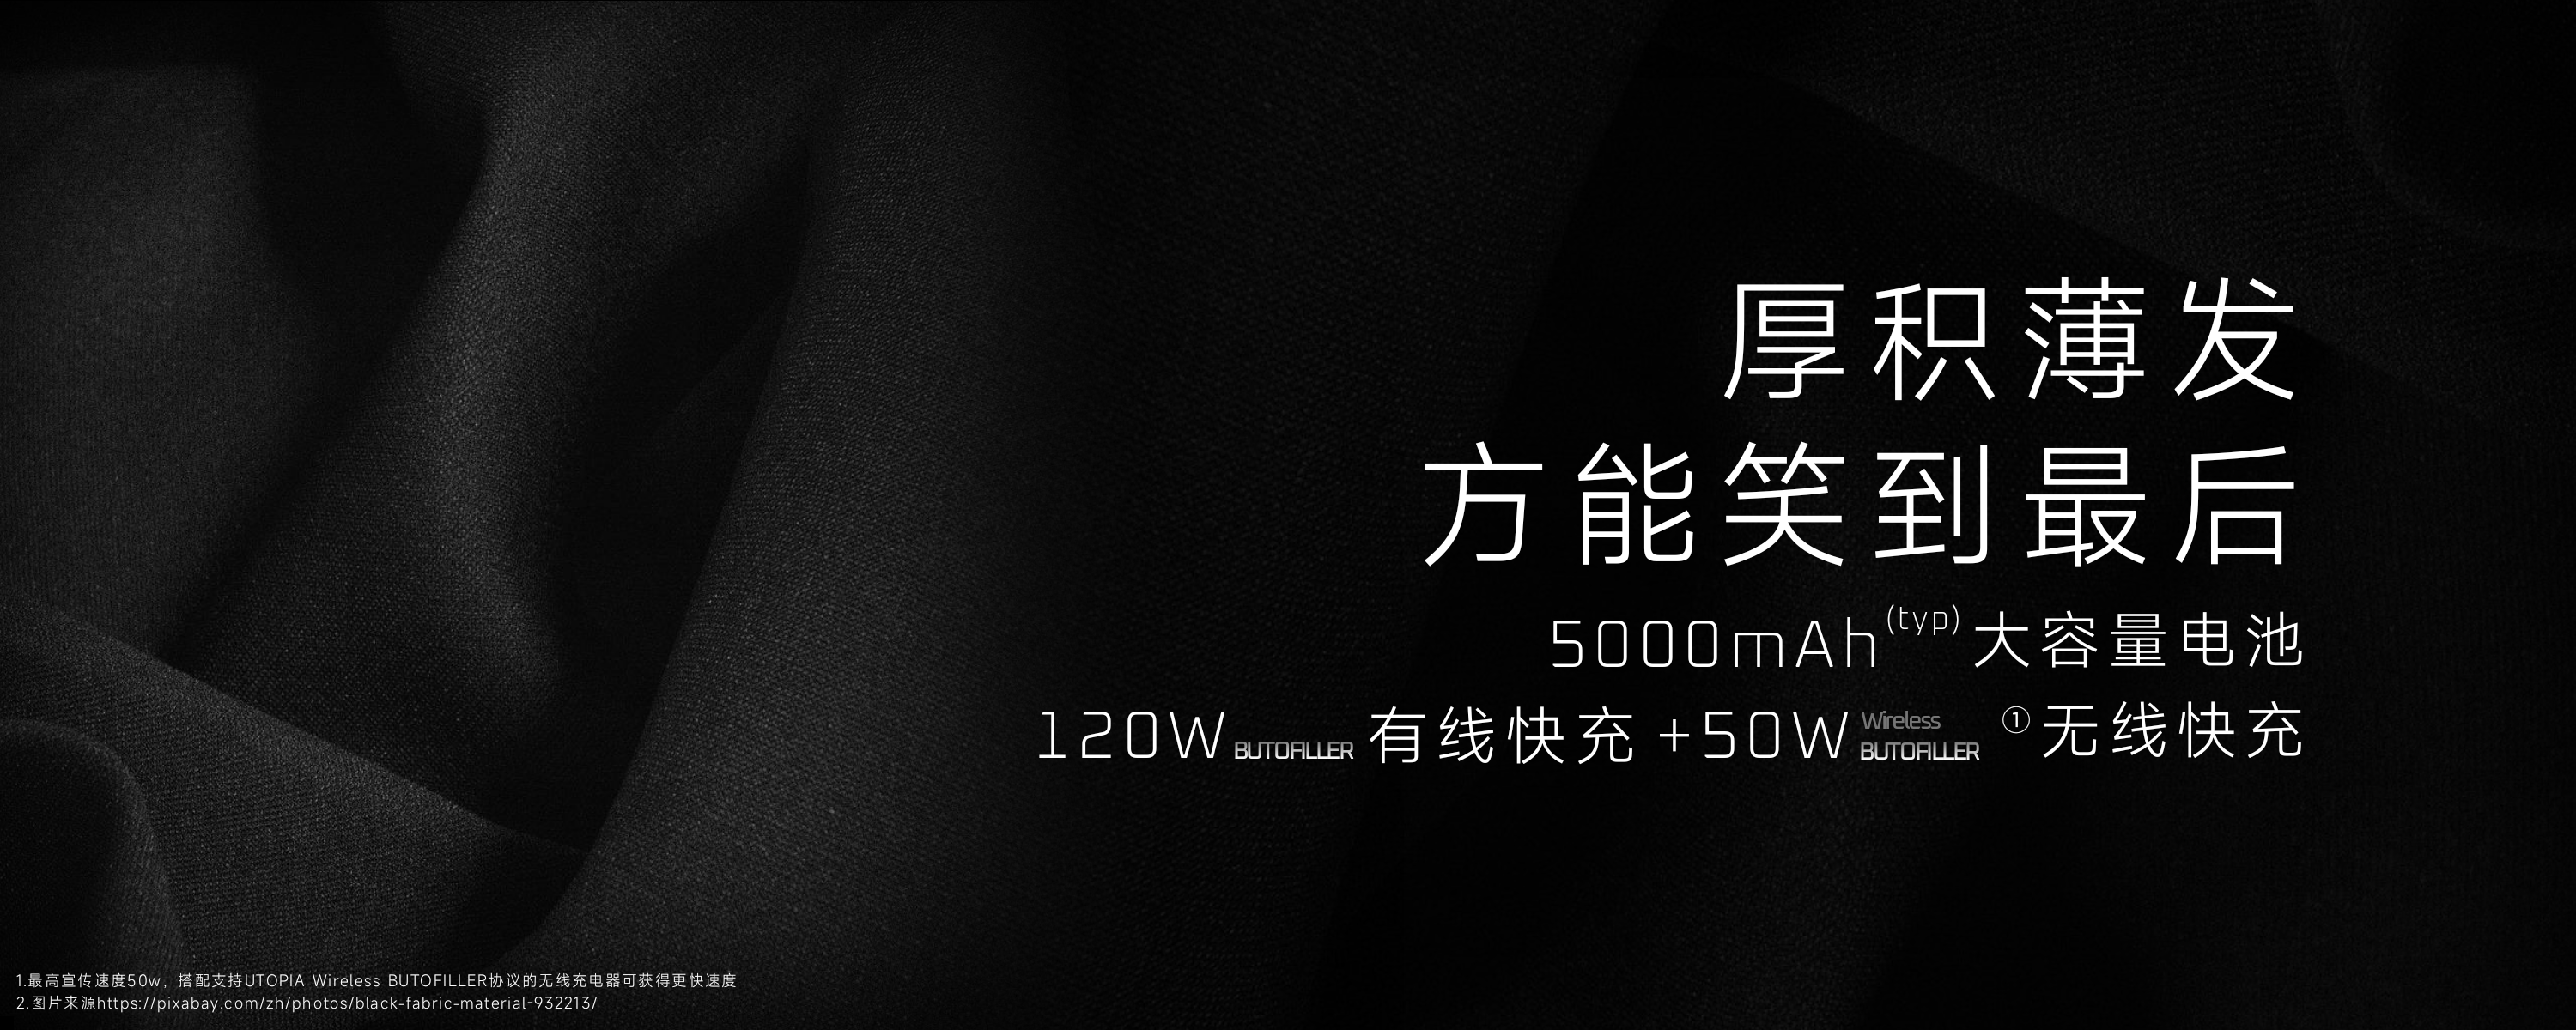 厚积薄发
方能笑到最后
5000mAh(typ)大容量电池
120W BUTOFILLER 有线快充 +50W Wireless BUTOFILLER ①无线快充
1.最高宣传速度50w，搭配支持UTOPIA Wireless BUTOFILLER协议的无线充电器可获得更快速度
2.图片来源https://pixabay.com/zh/photos/black-fabric-material-932213/